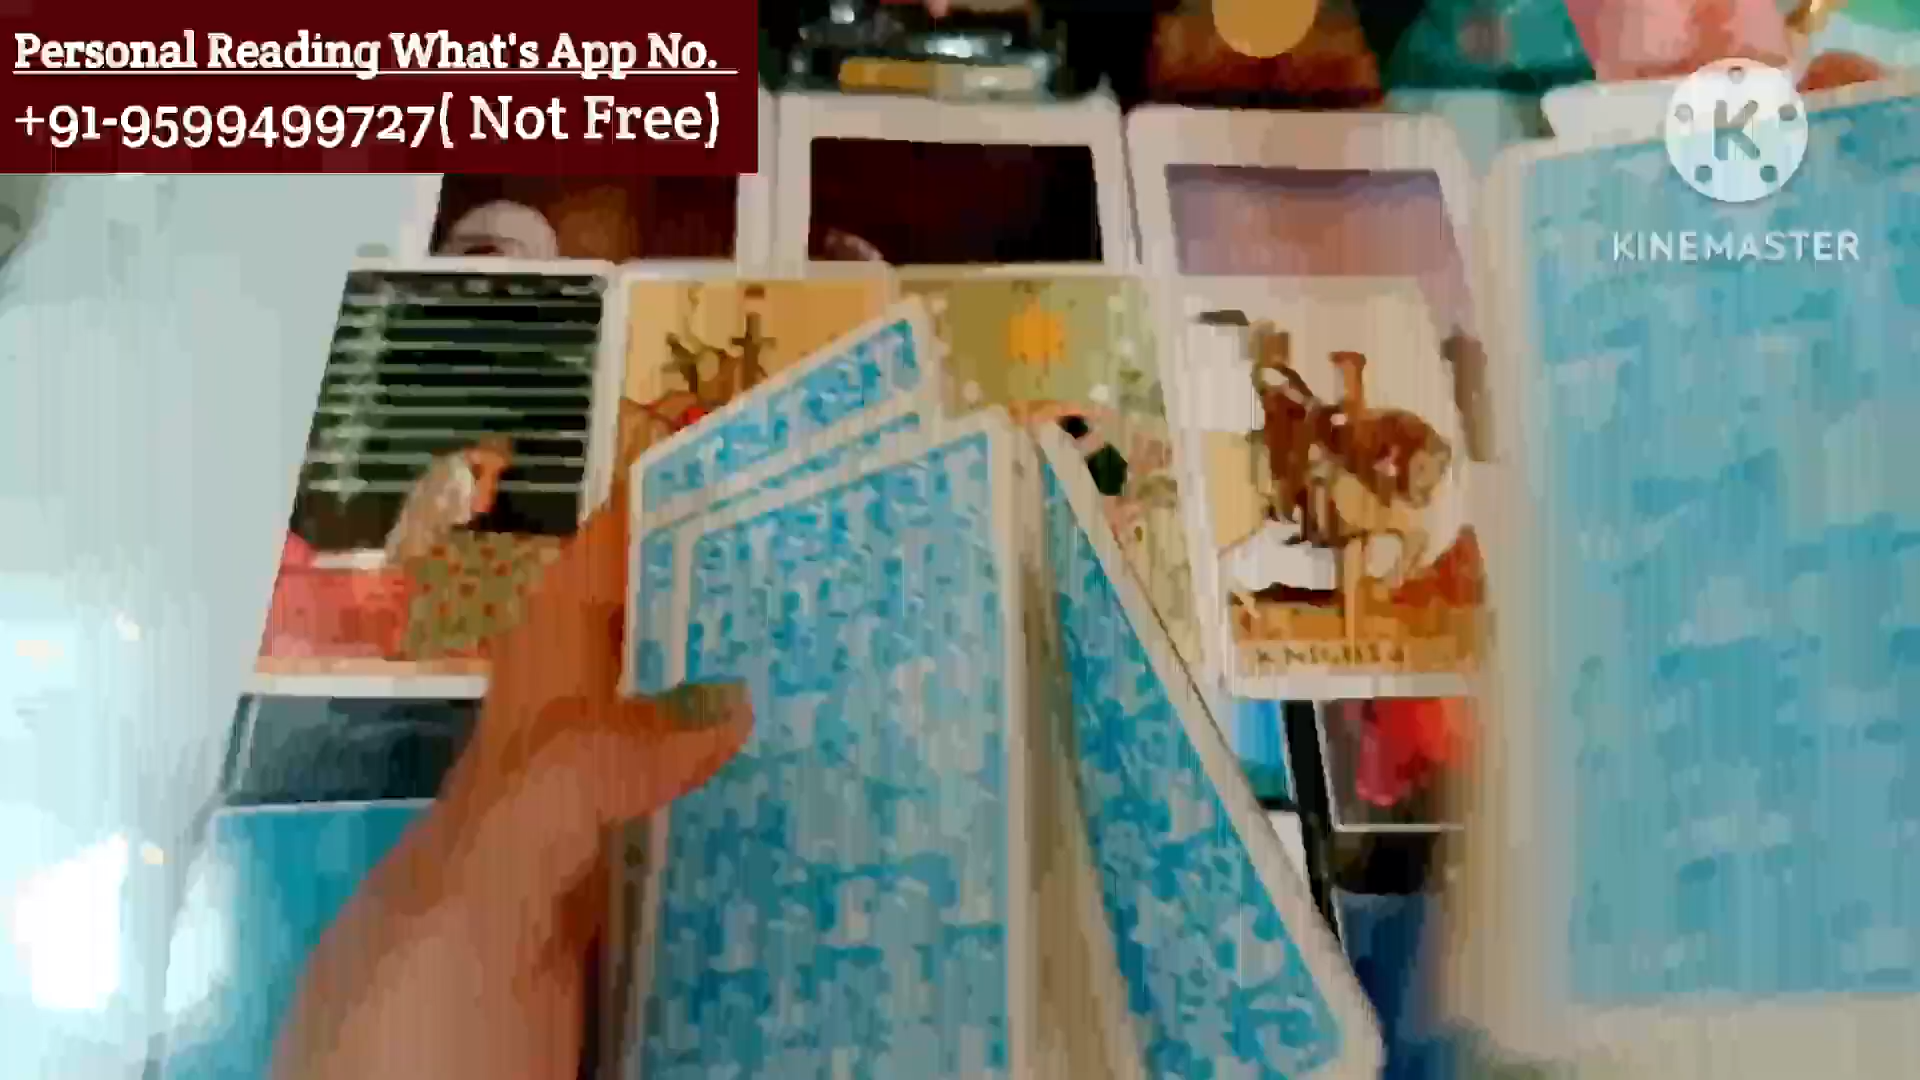 Personal Reading What's App No.
+91-9599499727( Not Free)
K
KINEMASTER